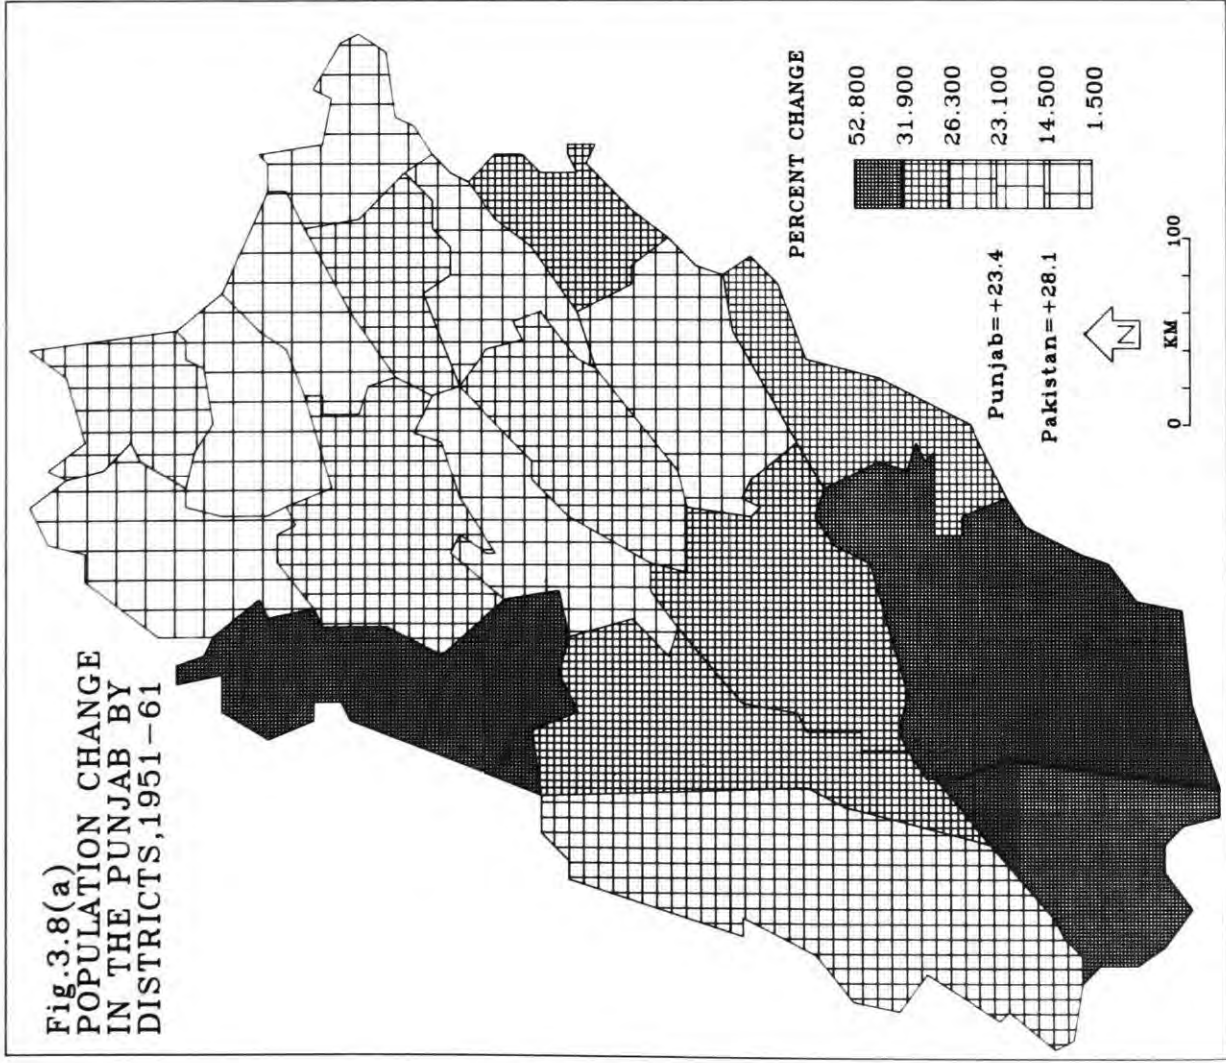 Fig.3.8(a)
POPULATION CHANGE
IN THE PUNJAB BY
DISTRICTS,1951-61
PERCENT CHANGE
52.800
31.900
26.300
23.100
14.500
1.500
Punjab=+23.4
Pakistan=+28.1
N
KM
0 100